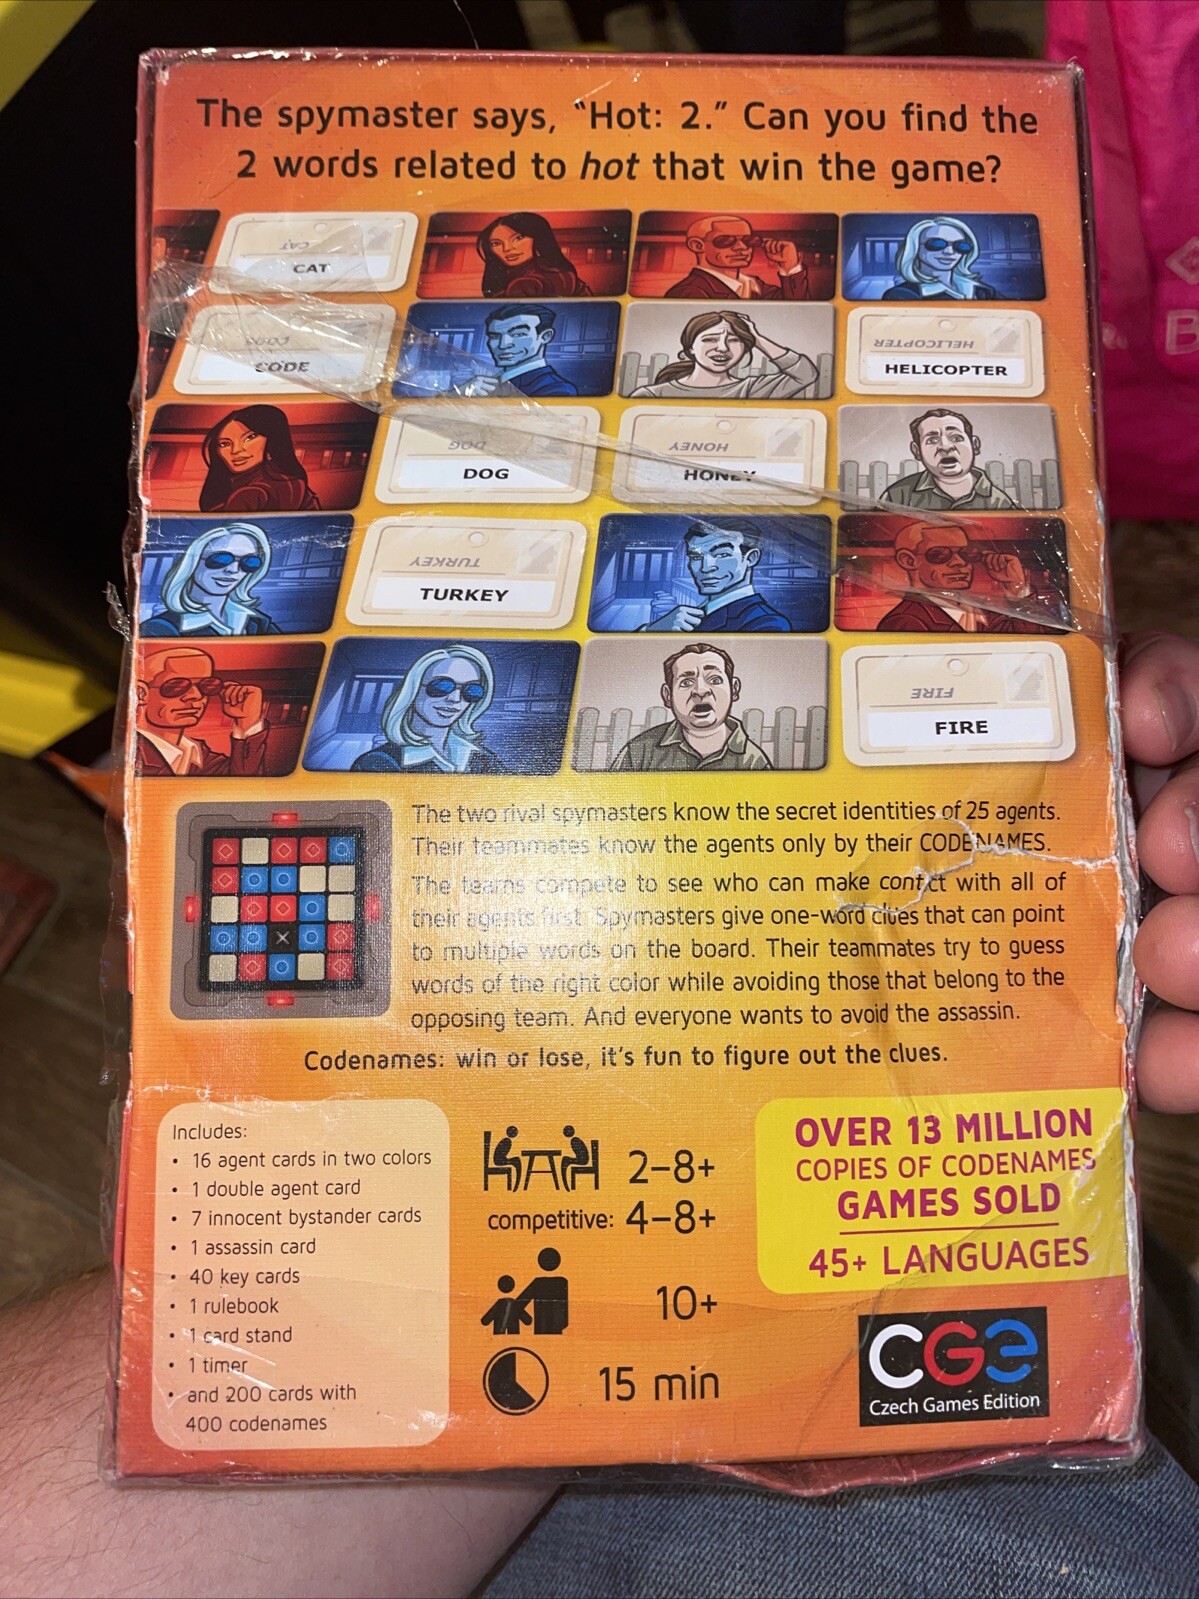 The spymaster says, “Hot: 2.” Can you find the
2 words related to hot that win the game?
CAT
CAT
CODE
CODE
HELICOPTER
HELICOPTER
DOG
DOG
HONEY
HONEY
TURKEY
TURKEY
FIRE
FIRE
The two rival spymasters know the secret identities of 25 agents.
Their teammates know the agents only by their CODENAMES.
The teams compete to see who can make contact with all of
their agents first. Spymasters give one-word clues that can point
to multiple words on the board. Their teammates try to guess
words of the right color while avoiding those that belong to the
opposing team. And everyone wants to avoid the assassin.
Codenames: win or lose, it’s fun to figure out the clues.
Includes:
• 16 agent cards in two colors
• 1 double agent card
• 7 innocent bystander cards
• 1 assassin card
• 40 key cards
• 1 rulebook
• 1 card stand
• 1 timer
• and 200 cards with
400 codenames
2–8+
competitive: 4–8+
10+
15 min
OVER 13 MILLION
COPIES OF CODENAMES
GAMES SOLD
45+ LANGUAGES
CGE
Czech Games Edition
B